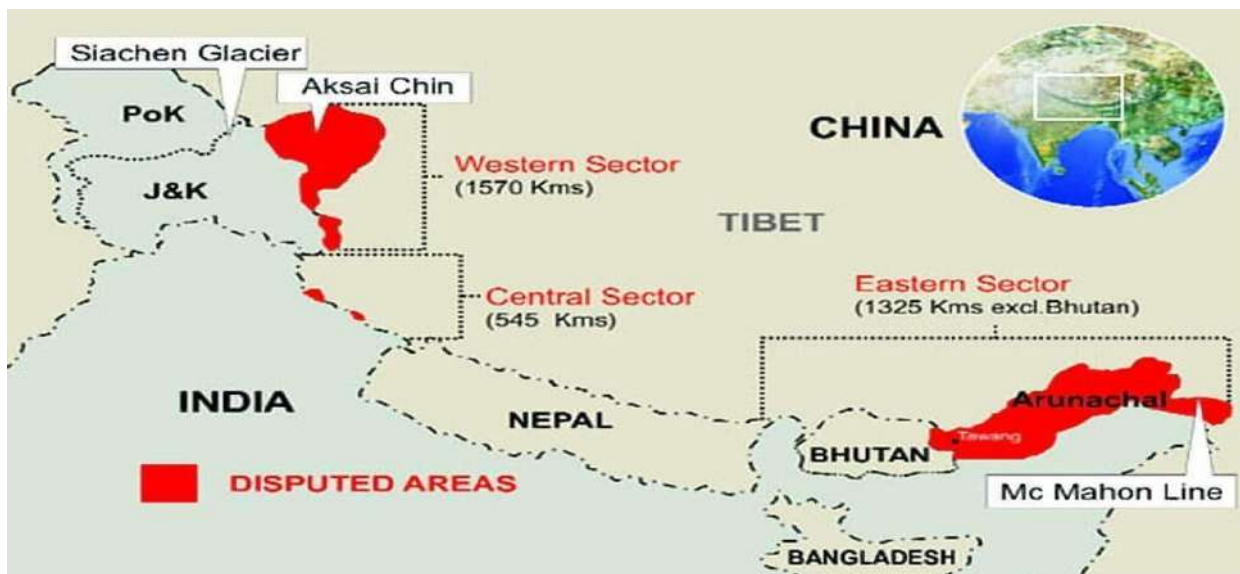 Siachen Glacier
Aksai Chin
PoK
CHINA
Western Sector
(1570 Kms)
J&K
TIBET
Eastern Sector
(1325 Kms excl.Bhutan)
Central Sector
(545 Kms)
INDIA
NEPAL
Arunachal
Tawang
BHUTAN
DISPUTED AREAS
Mc Mahon Line
BANGLADESH